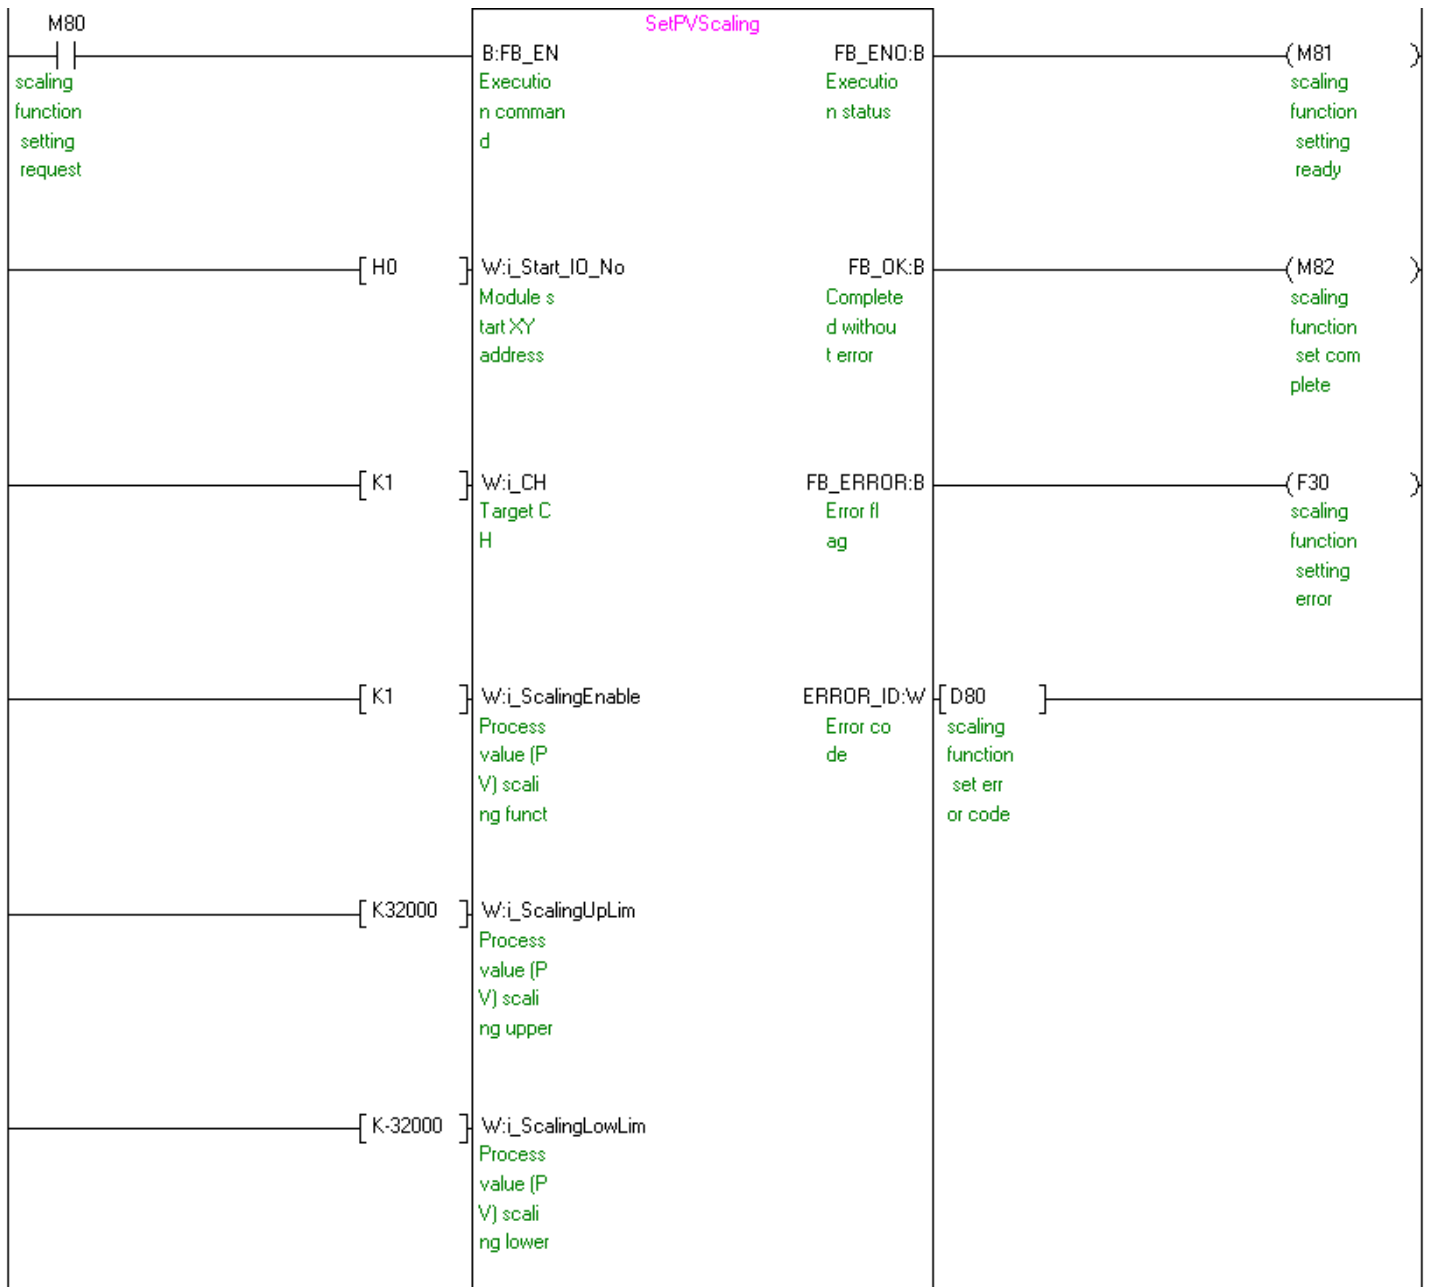 M80
SetPVScaling
B:FB_EN
FB_ENO:B
M81
scaling
function
setting
request
Executio
n comman
d
Executio
n status
scaling
function
setting
ready
H0
W:i_Start_IO_No
FB_OK:B
M82
Module s
tart XY
address
Complete
d withou
t error
scaling
function
set com
plete
K1
W:i_CH
FB_ERROR:B
F30
Target C
H
Error fl
ag
scaling
function
setting
error
K1
W:i_ScalingEnable
ERROR_ID:W
D80
Process
value (P
V) scali
ng funct
Error co
de
scaling
function
set err
or code
K32000
W:i_ScalingUpLim
Process
value (P
V) scali
ng upper
K-32000
W:i_ScalingLowLim
Process
value (P
V) scali
ng lower